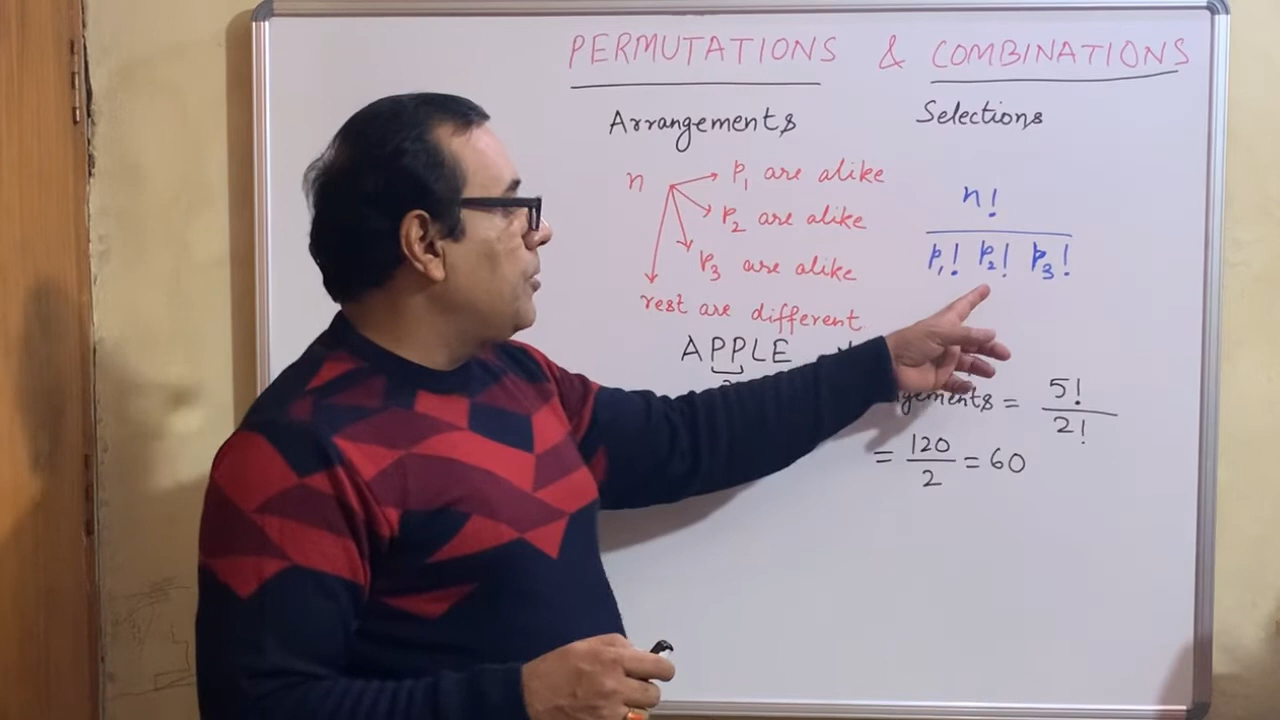 PERMUTATIONS & COMBINATIONS
Arrangements
Selections
n
p₁ are alike
p₂ are alike
p₃ are alike
rest are different
n!
p₁! p₂! p₃!
APPLE
= 5!
2!
= 120
2
= 60